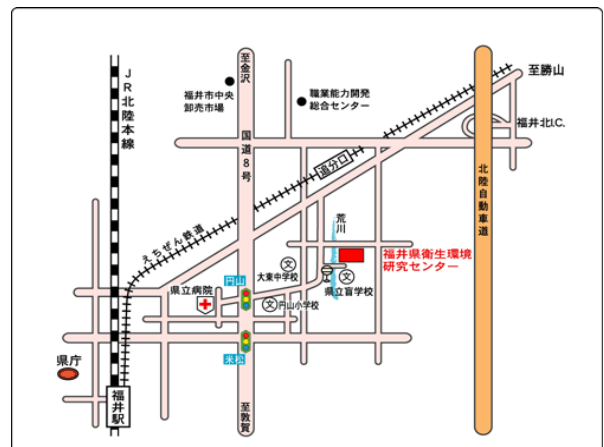 至金沢
至勝山
JR北陸本線
福井市中央
卸売市場
職業能力開発
総合センター
福井北I.C.
国道8号
追分口
北陸自動車道
えちぜん鉄道
荒川
福井県衛生環境
研究センター
文
大東中学校
円山
県立病院
文
県立盲学校
文
円山小学校
米松
県庁
福井駅
至敦賀